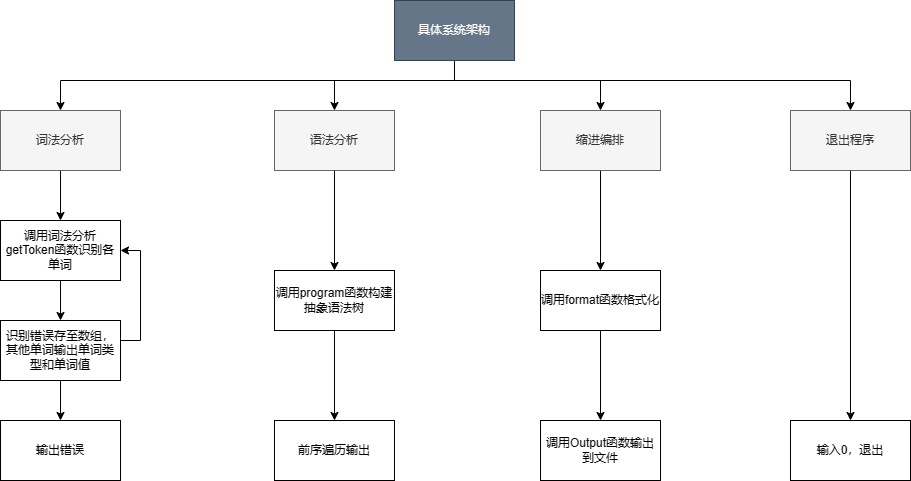 具体系统架构
词法分析
语法分析
缩进编排
退出程序
调用词法分析
getToken函数识别各
单词
识别错误存至数组，
其他单词输出单词类
型和单词值
输出错误
调用program函数构建
抽象语法树
前序遍历输出
调用format函数格式化
调用Output函数输出
到文件
输入0，退出